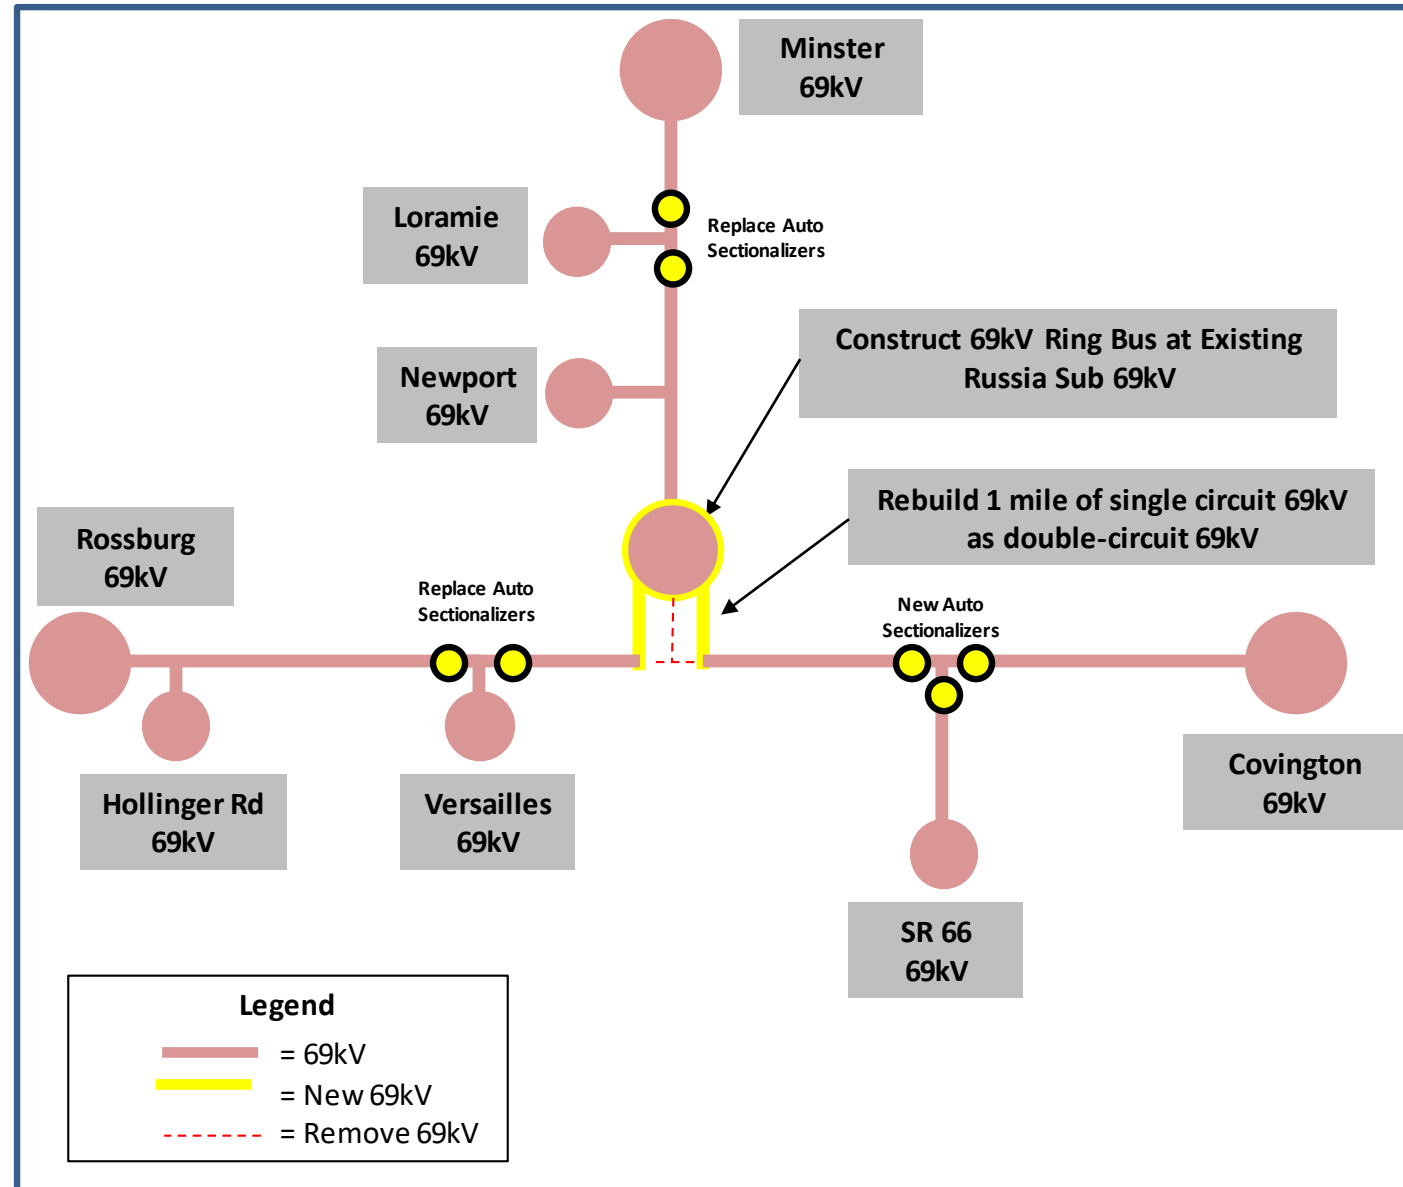 Minster
69kV
Loramie
69kV
Replace Auto
Sectionalizers
Construct 69kV Ring Bus at Existing
Russia Sub 69kV
Newport
69kV
Rebuild 1 mile of single circuit 69kV
as double-circuit 69kV
Rossburg
69kV
Replace Auto
Sectionalizers
New Auto
Sectionalizers
Hollinger Rd
69kV
Versailles
69kV
Covington
69kV
SR 66
69kV
Legend
= 69kV
= New 69kV
= Remove 69kV